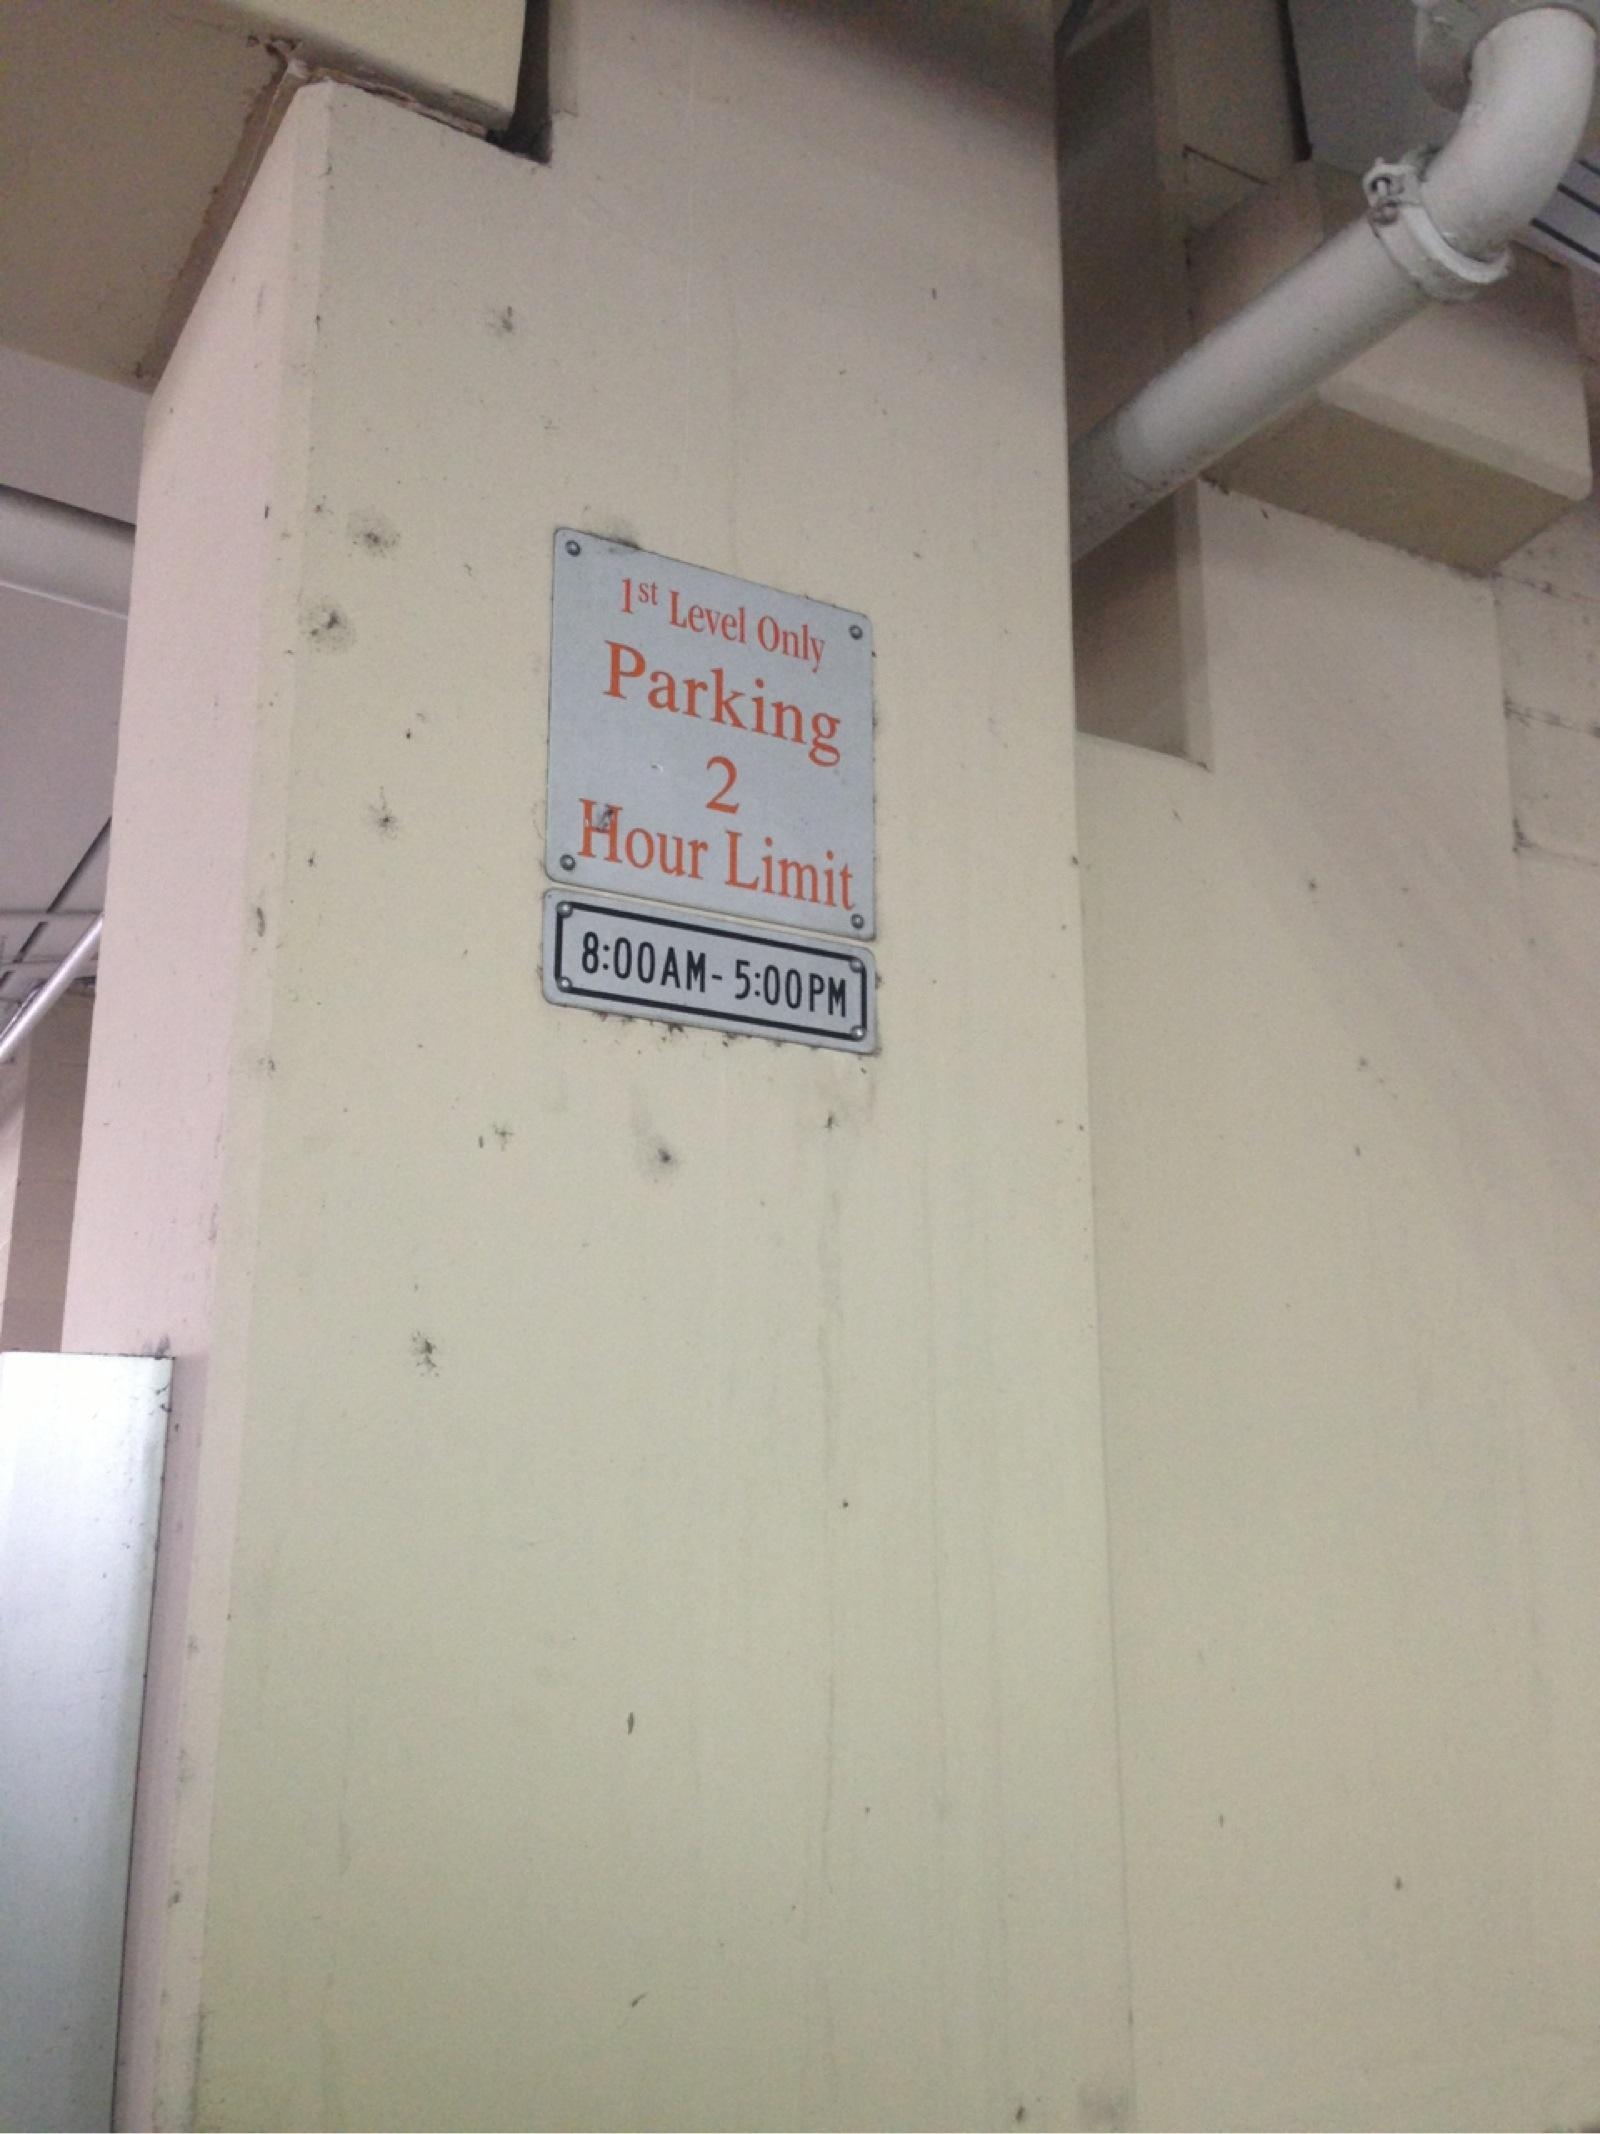 1st Level Only
Parking
2
Hour Limit
8:00AM- 5:00PM